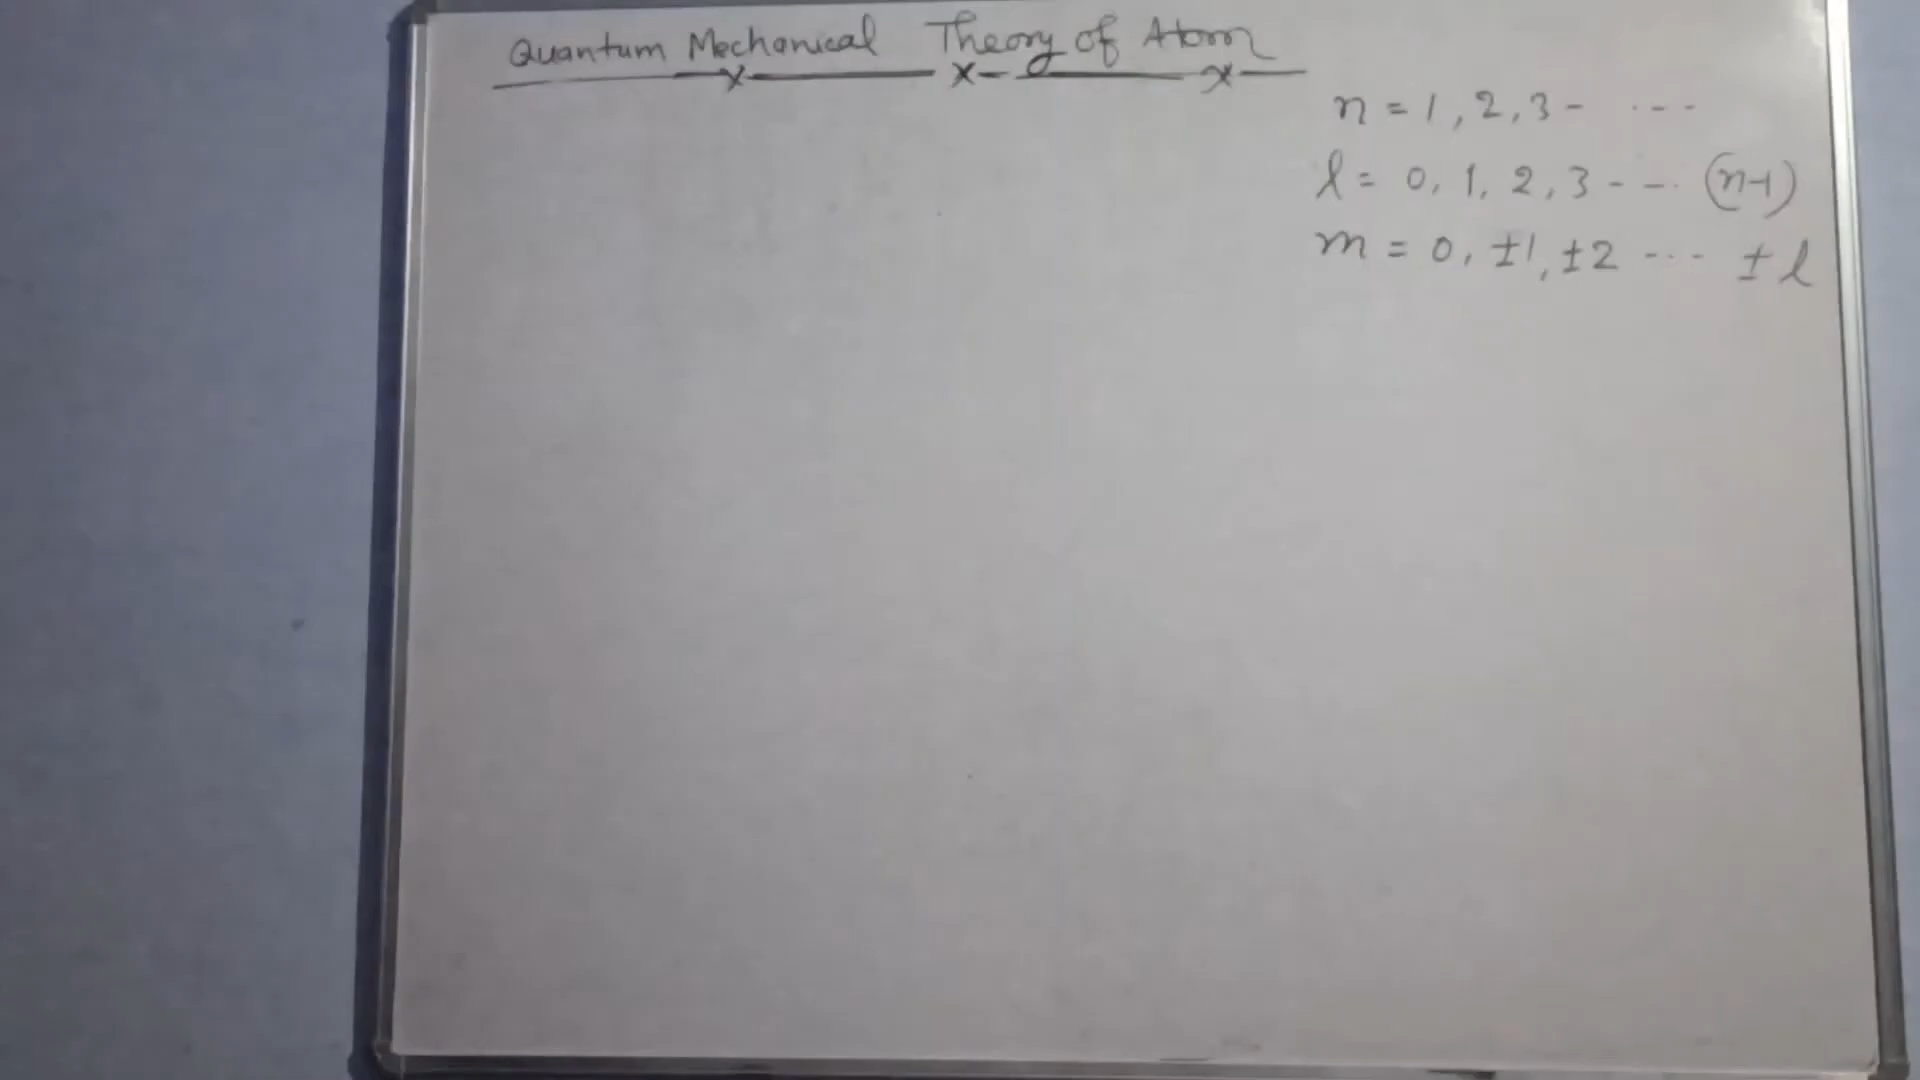 Quantum Mechanical Theory of Atom
n = 1, 2, 3 - ----
l = 0, 1, 2, 3 - -- (n-1)
m = 0, ±1, ±2 ---- ± l